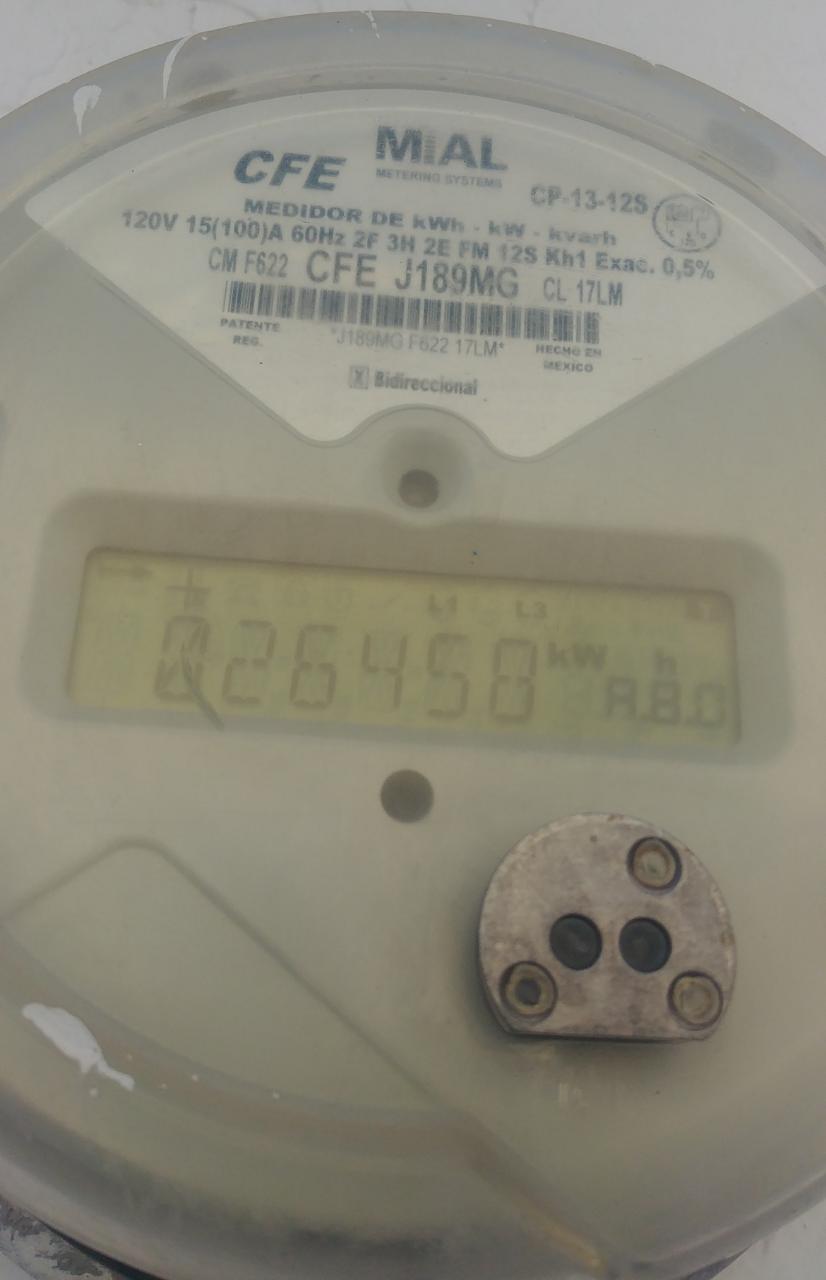 CFE MIAL
METERING SYSTEMS
CP-13-12S
MEDIDOR DE kWh - kW - kvarh
120V 15(100)A 60Hz 2F 3H 2E FM 12S Kh1 Exac. 0,5%
CM F622 CFE J189MG CL 17LM
PATENTE REG.
*J189MG F622 17LM*
HECHO EN MEXICO
X Bidireccional
L1 L3
026450 kWh